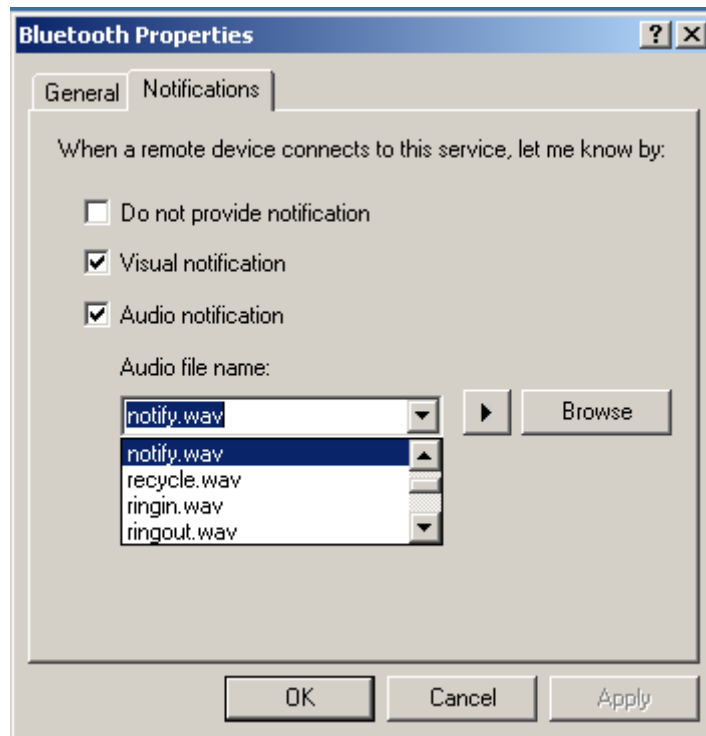 Bluetooth Properties
General Notifications
When a remote device connects to this service, let me know by:
Do not provide notification
Visual notification
Audio notification
Audio file name:
notify.wav Browse
notify.wav
recycle.wav
ringin.wav
ringout.wav
OK Cancel Apply